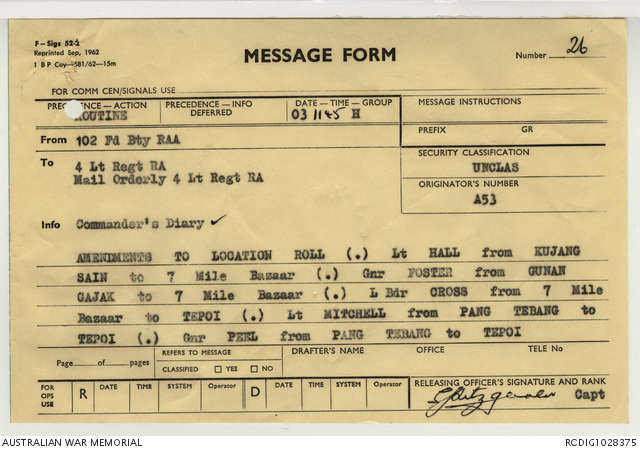 F – Sigs 52-2
Reprinted Sep, 1962
1 B P Coy—581/62—15m
MESSAGE FORM
Number 26
FOR COMM CEN/SIGNALS USE
PRECEDENCE – ACTION
ROUTINE
PRECEDENCE – INFO
DEFERRED
DATE – TIME – GROUP
03 1145 H
MESSAGE INSTRUCTIONS
PREFIX GR
From 102 Fd Bty RAA
To 4 Lt Regt RA
Mail Orderly 4 Lt Regt RA
SECURITY CLASSIFICATION
UNCLAS
ORIGINATOR'S NUMBER
A53
Info Commander's Diary ✓
AMENDMENTS TO LOCATION ROLL (.) Lt HALL from KUJANG
SAIN to 7 Mile Bazaar (.) Gnr FOSTER from GUNAN
GAJAK to 7 Mile Bazaar (.) L Bdr CROSS from 7 Mile
Bazaar to TEPOI (.) Lt MITCHELL from PANG TEBANG to
TEPOI (.) Gnr PEEL from PANG TEBANG to TEPOI
Page of pages
REFERS TO MESSAGE
CLASSIFIED YES NO
DRAFTER'S NAME OFFICE TELE No
FOR OPS USE
R DATE TIME SYSTEM Operator D DATE TIME SYSTEM Operator
RELEASING OFFICER'S SIGNATURE AND RANK
Capt
AUSTRALIAN WAR MEMORIAL
RCDIG1028375